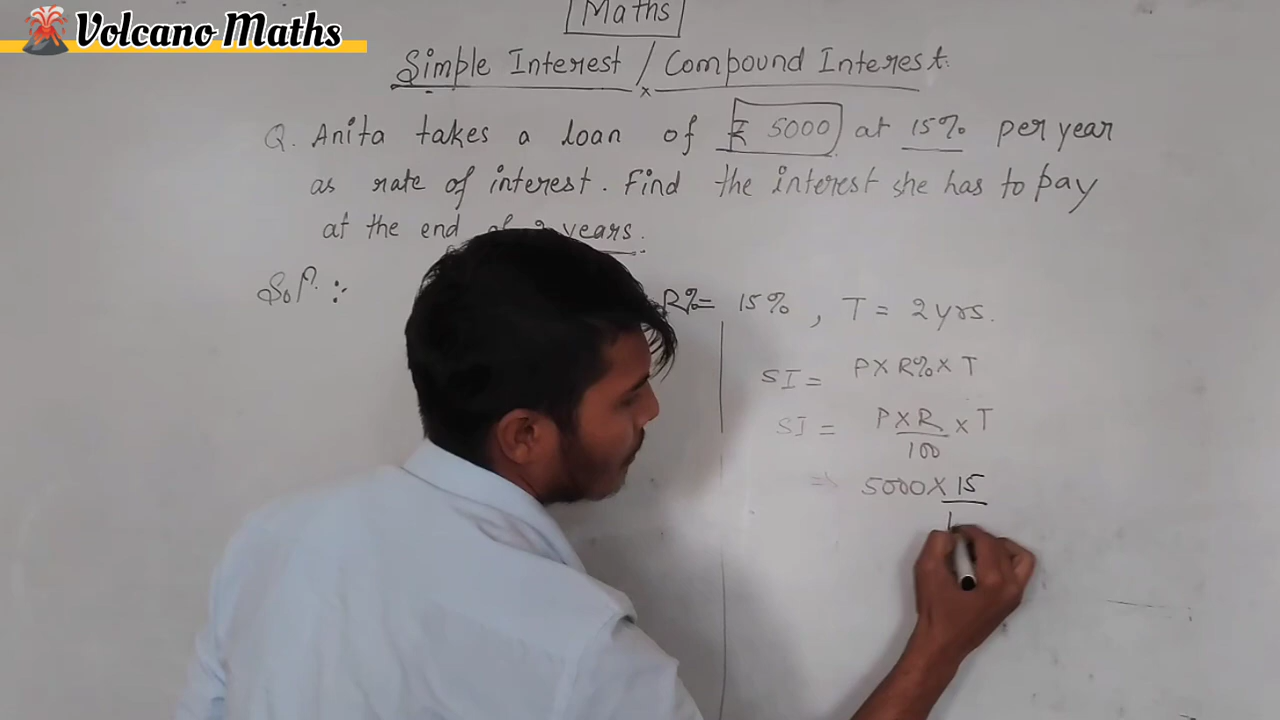 Volcano Maths
Maths
Simple Interest / Compound Interest.
Q. Anita takes a loan of ₹ 5000 at 15% per year
as rate of interest. Find the interest she has to pay
at the end years.
Sol". :-
R%= 15% , T = 2yrs.
SI = P×R%×T
SI = P×R/100 ×T
⇒ 5000×15/1